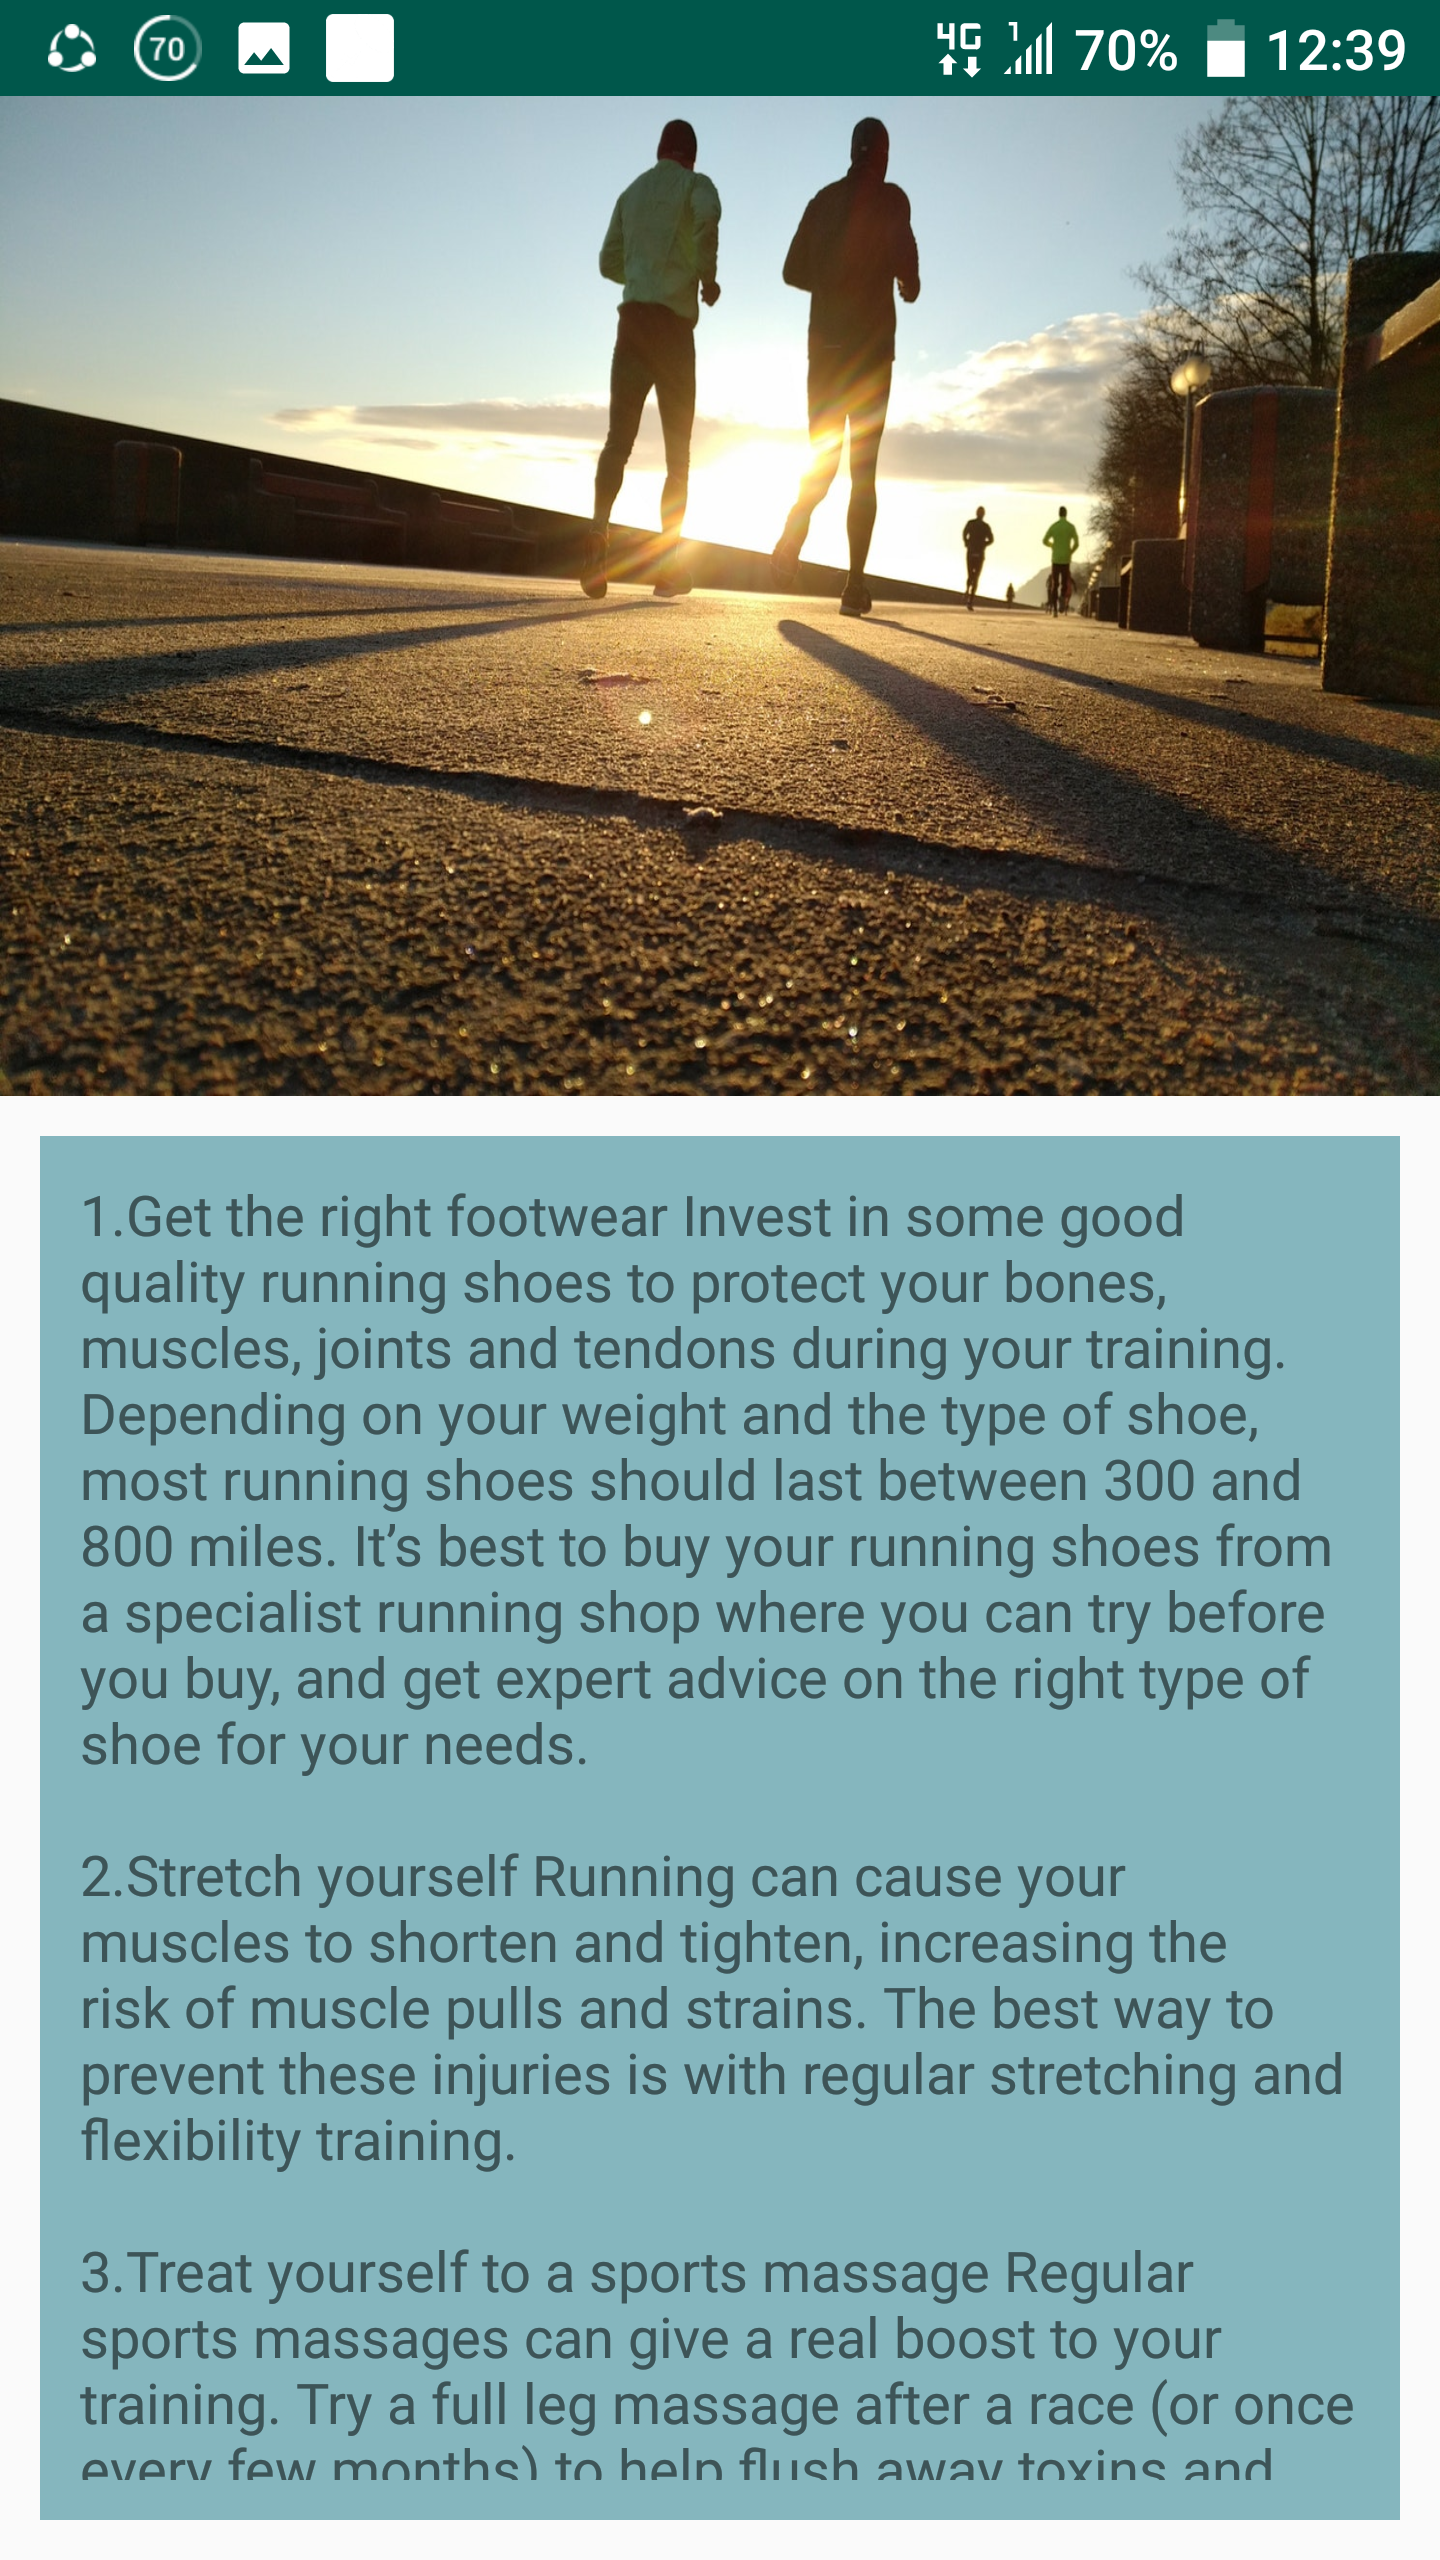 70
4G 1 70% 12:39
1.Get the right footwear Invest in some good
quality running shoes to protect your bones,
muscles, joints and tendons during your training.
Depending on your weight and the type of shoe,
most running shoes should last between 300 and
800 miles. It’s best to buy your running shoes from
a specialist running shop where you can try before
you buy, and get expert advice on the right type of
shoe for your needs.
2.Stretch yourself Running can cause your
muscles to shorten and tighten, increasing the
risk of muscle pulls and strains. The best way to
prevent these injuries is with regular stretching and
flexibility training.
3.Treat yourself to a sports massage Regular
sports massages can give a real boost to your
training. Try a full leg massage after a race (or once
every few months) to help flush away toxins and